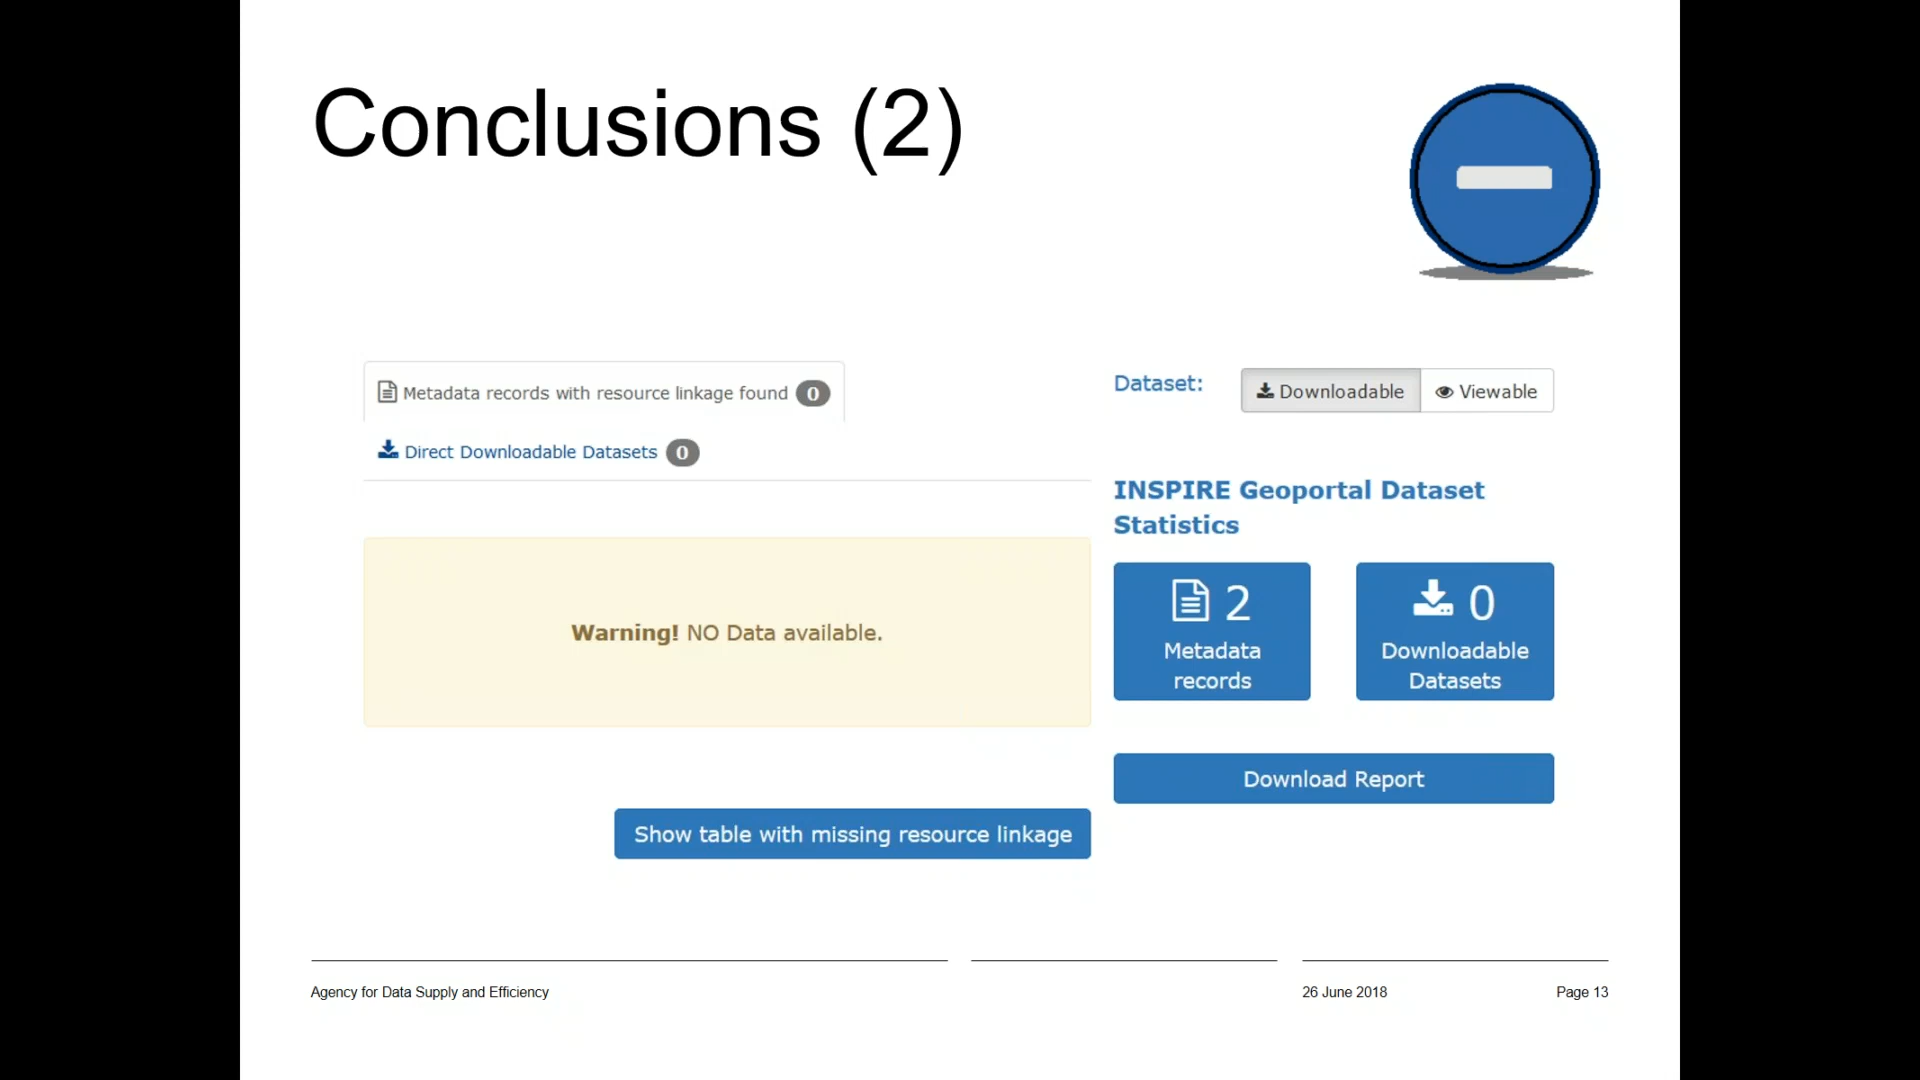 Conclusions (2)
Metadata records with resource linkage found 0
Direct Downloadable Datasets 0
Warning! NO Data available.
Show table with missing resource linkage
Dataset:
Downloadable
Viewable
INSPIRE Geoportal Dataset
Statistics
2
Metadata
records
0
Downloadable
Datasets
Download Report
Agency for Data Supply and Efficiency
26 June 2018
Page 13